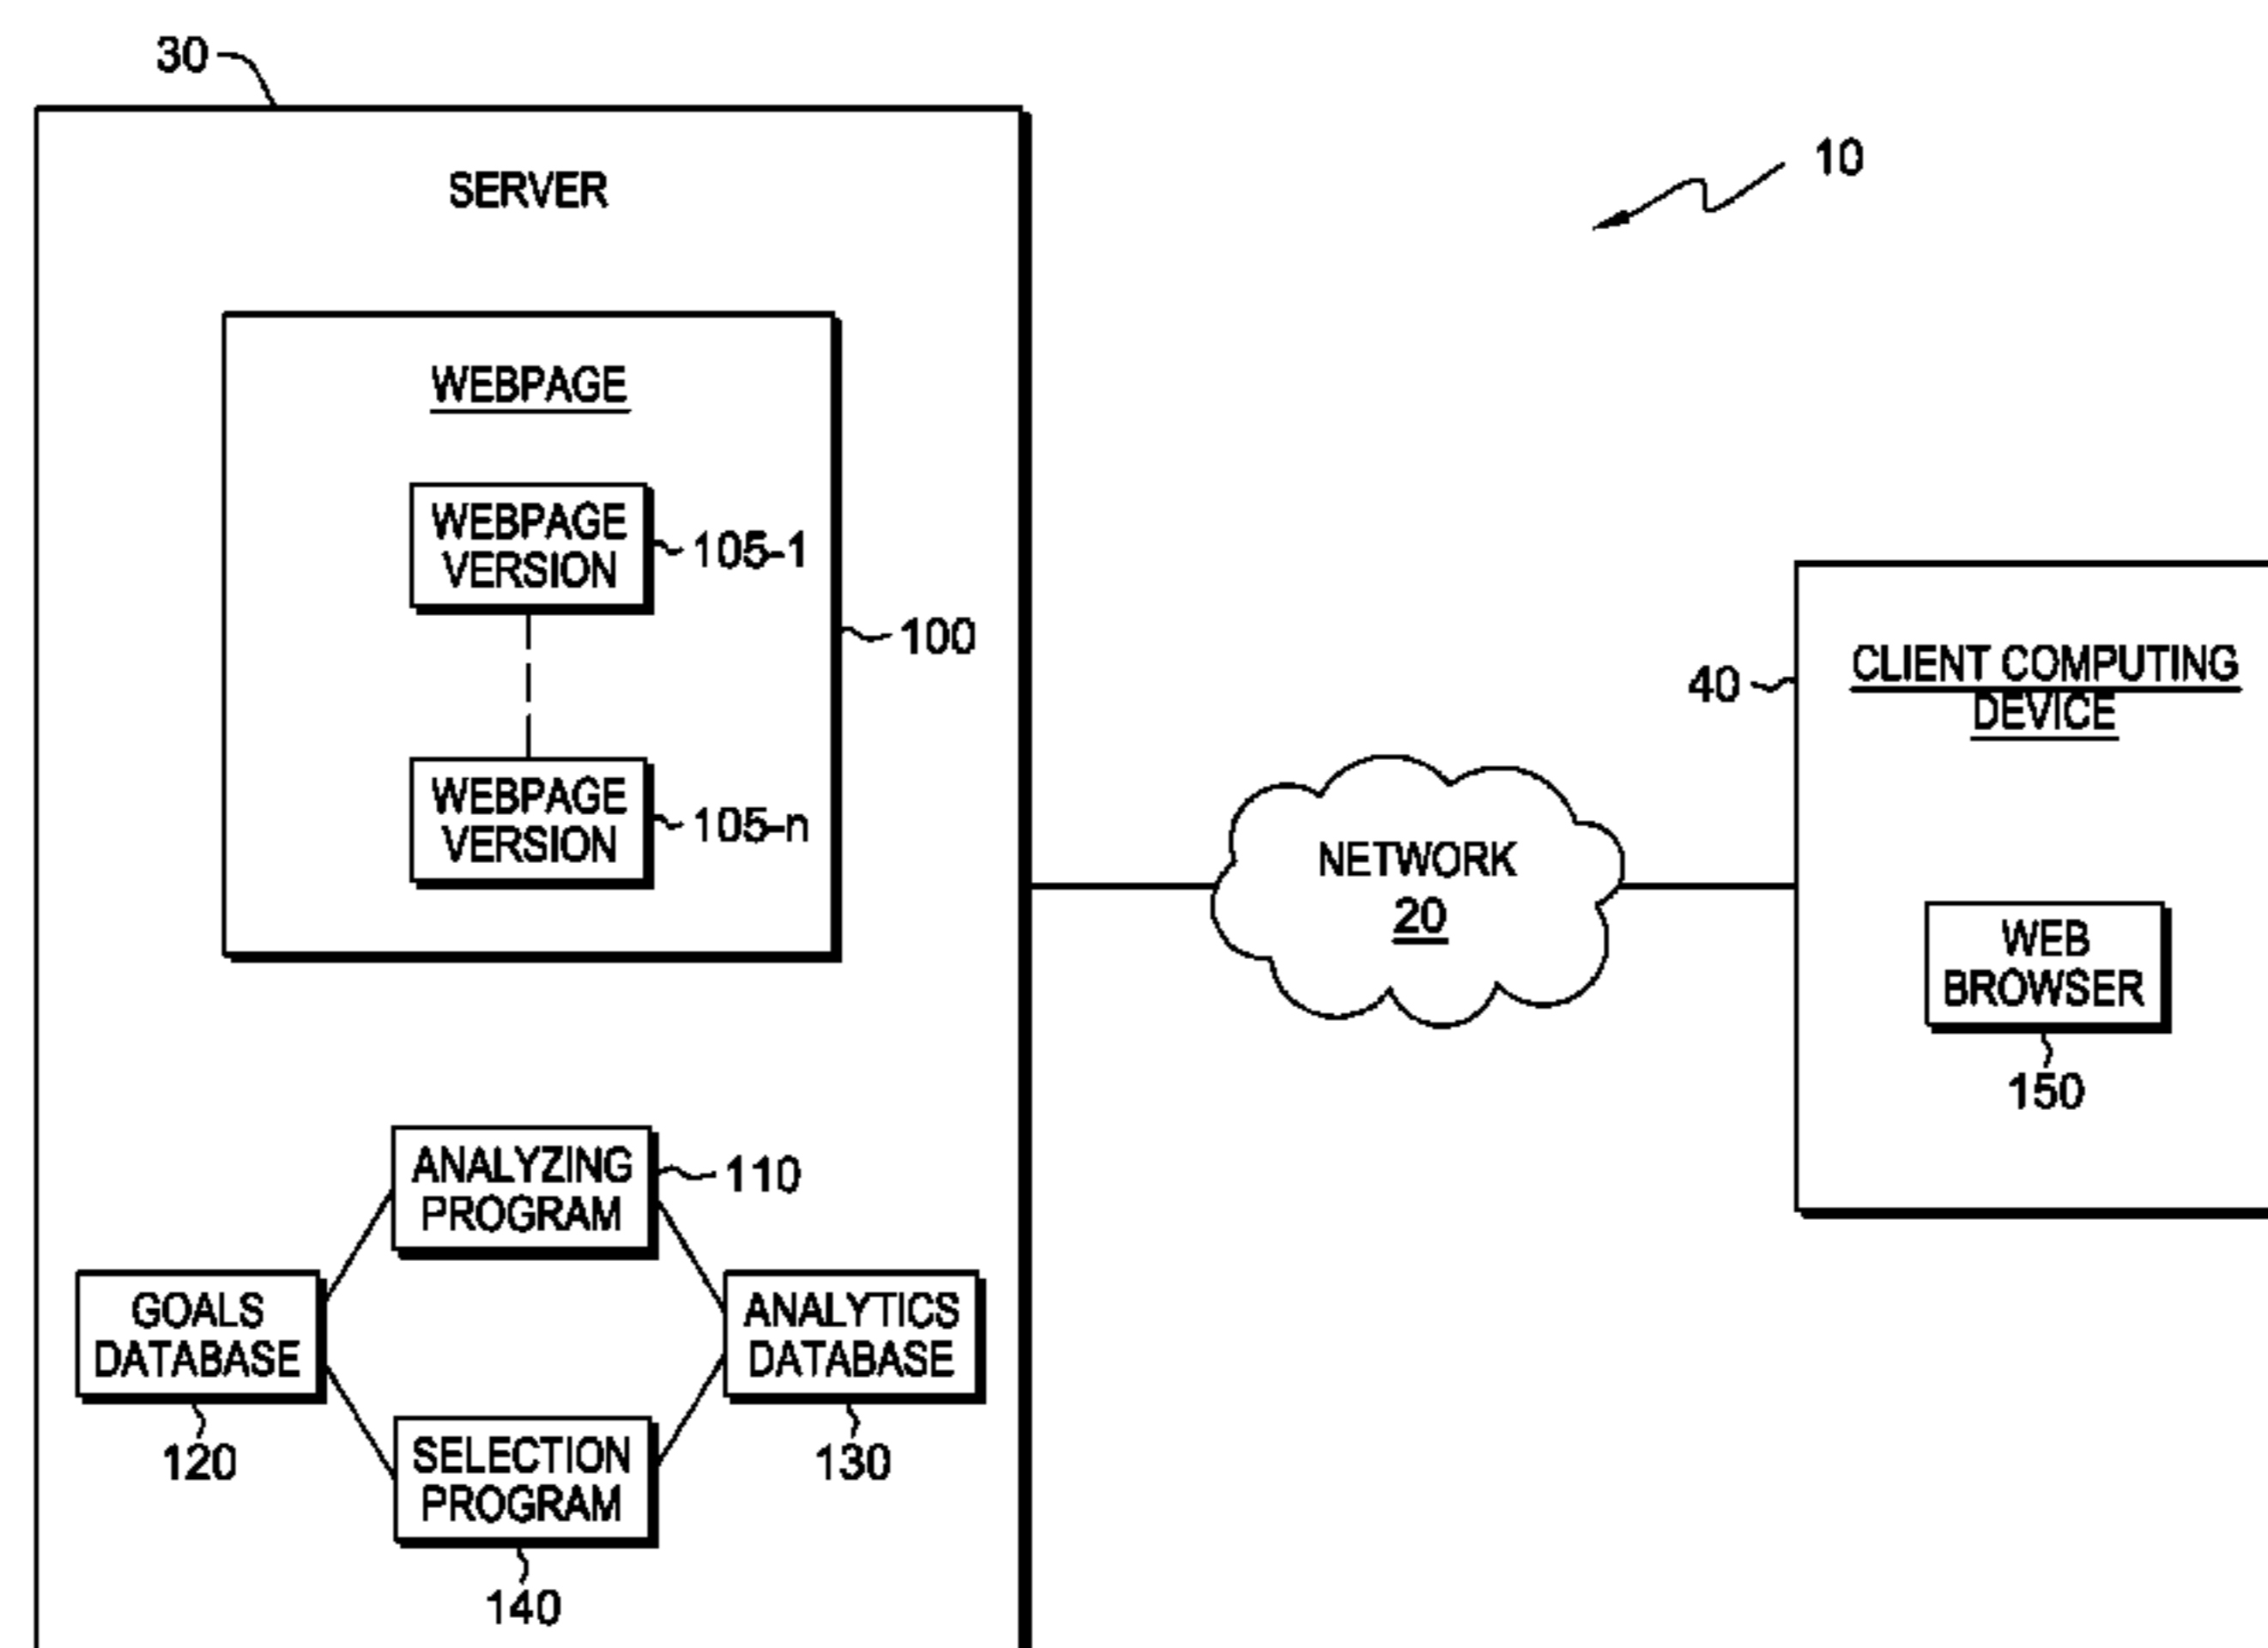 30
SERVER
10
WEBPAGE
WEBPAGE
VERSION
105-1
100
WEBPAGE
VERSION
105-n
NETWORK
20
40
CLIENT COMPUTING
DEVICE
WEB
BROWSER
150
ANALYZING
PROGRAM
110
GOALS
DATABASE
120
ANALYTICS
DATABASE
130
SELECTION
PROGRAM
140